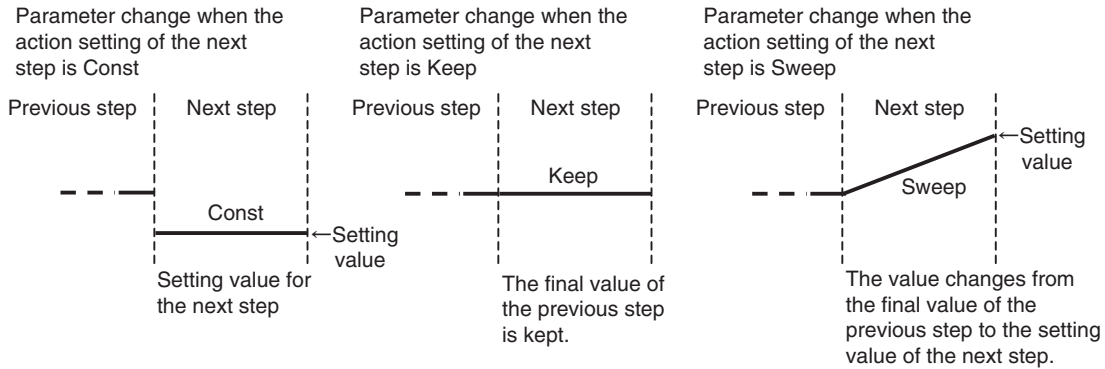 Parameter change when the
action setting of the next
step is Const
Previous step
Next step
Const
←Setting
value
Setting value for
the next step
Parameter change when the
action setting of the next
step is Keep
Previous step
Next step
Keep
The final value of
the previous step
is kept.
Parameter change when the
action setting of the next
step is Sweep
Previous step
Next step
←Setting
value
Sweep
The value changes from
the final value of the
previous step to the setting
value of the next step.